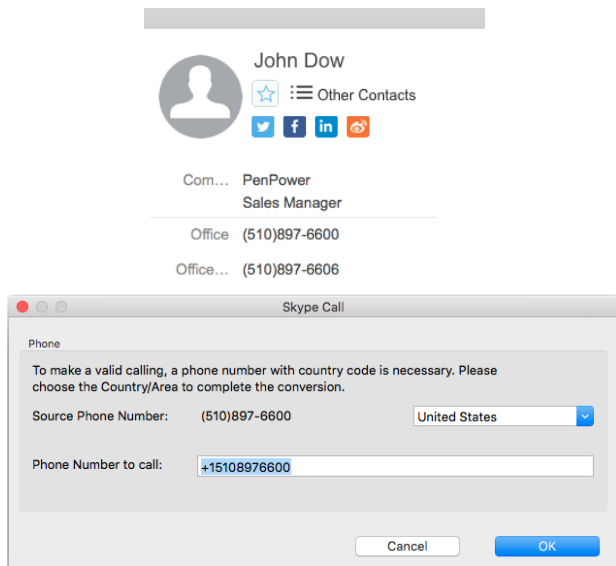 John Dow
Other Contacts
Com... PenPower
Sales Manager
Office (510)897-6600
Office... (510)897-6606
Skype Call
Phone
To make a valid calling, a phone number with country code is necessary. Please
choose the Country/Area to complete the conversion.
Source Phone Number: (510)897-6600 United States
Phone Number to call: +15108976600
Cancel OK